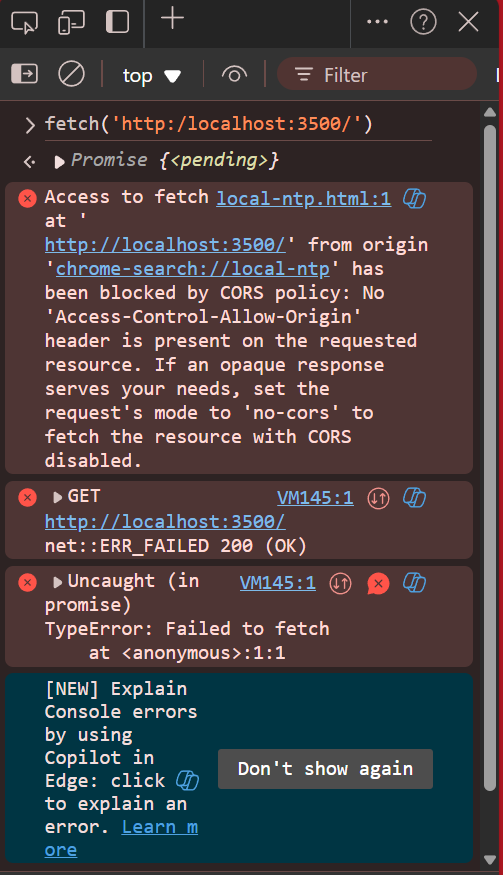 top
Filter
fetch('http:/localhost:3500/')
Promise {<pending>}
Access to fetch local-ntp.html:1
at '
http://localhost:3500/' from origin
'chrome-search://local-ntp' has
been blocked by CORS policy: No
'Access-Control-Allow-Origin'
header is present on the requested
resource. If an opaque response
serves your needs, set the
request's mode to 'no-cors' to
fetch the resource with CORS
disabled.
GET VM145:1
http://localhost:3500/
net::ERR_FAILED 200 (OK)
Uncaught (in VM145:1
promise)
TypeError: Failed to fetch
at <anonymous>:1:1
[NEW] Explain
Console errors
by using
Copilot in
Edge: click
to explain an
error. Learn m
ore
Don't show again